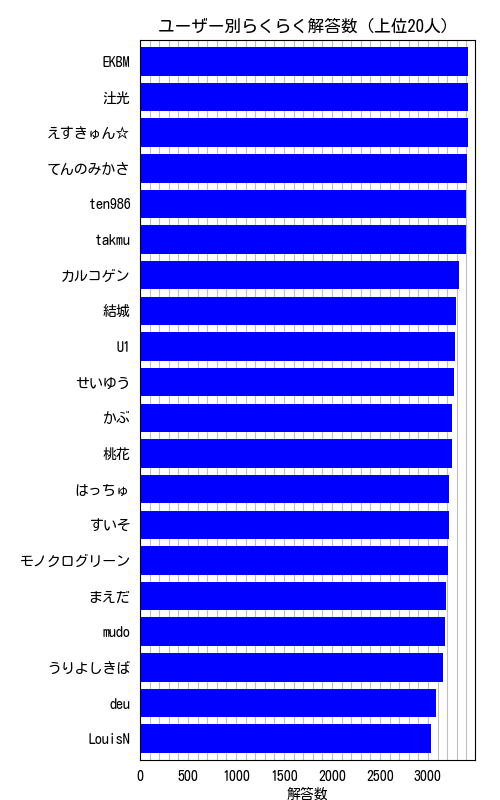 ユーザー別らくらく解答数（上位20人）
EKBM
汢光
えすきゅん☆
てんのみかさ
ten986
takmu
カルコゲン
結城
U1
せいゆう
かぶ
桃花
はっちゅ
すいそ
モノクログリーン
まえだ
mudo
うりよしきば
deu
LouisN
0 500 1000 1500 2000 2500 3000
解答数